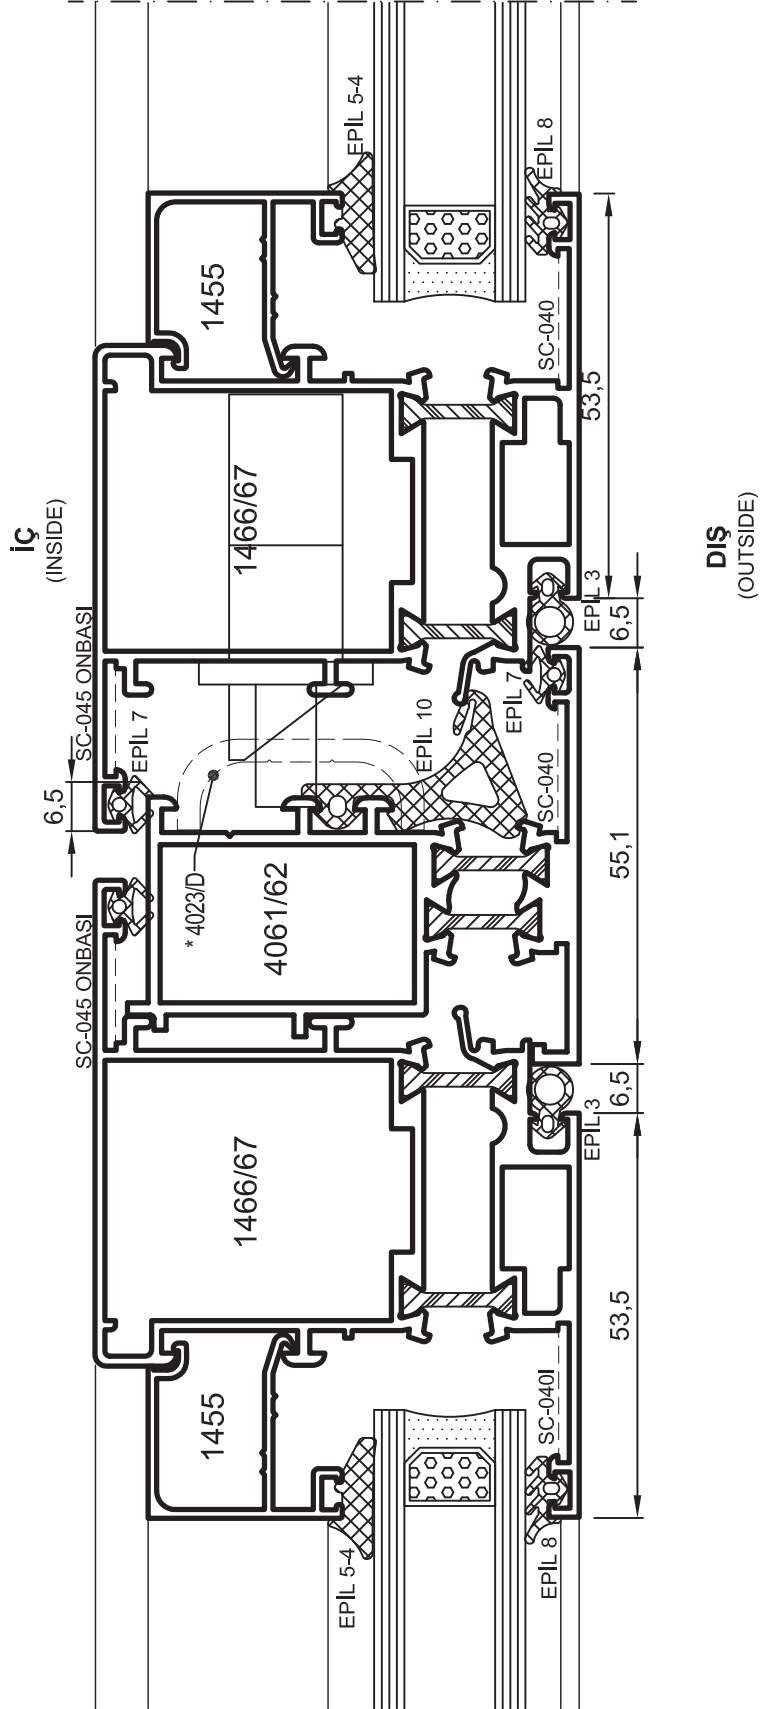 EPİL 5-4
EPİL 8
1455
SC-040
53,5
İÇ
(INSIDE)
1466/67
DIŞ
(OUTSIDE)
EPİL 3
6,5
SC-045 ONBASI
EPİL 7
EPİL 10
EPİL 7
6,5
SC-040
* 4023/D
4061/62
55,1
SC-045 ONBASI
6,5
EPİL 3
1466/67
53,5
1455
SC-040I
EPİL 5-4
EPİL 8